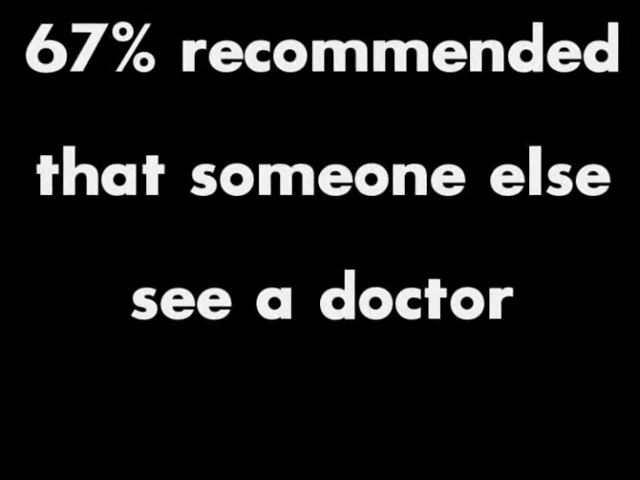 67% recommended
that someone else
see a doctor